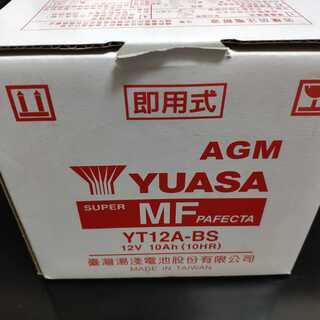 即用式
AGM
YUASA
SUPER MF PAFECTA
YT12A-BS
12V 10Ah (10HR)
臺灣湯淺電池股份有限公司
MADE IN TAIWAN